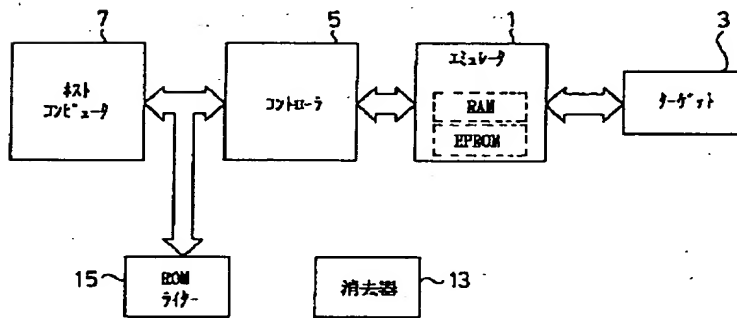 7
5
1
3
ホスト
コンピュータ
コントローラ
エミュレータ
RAM
EPROM
ターゲット
15
ROM
ライター
消去器
13